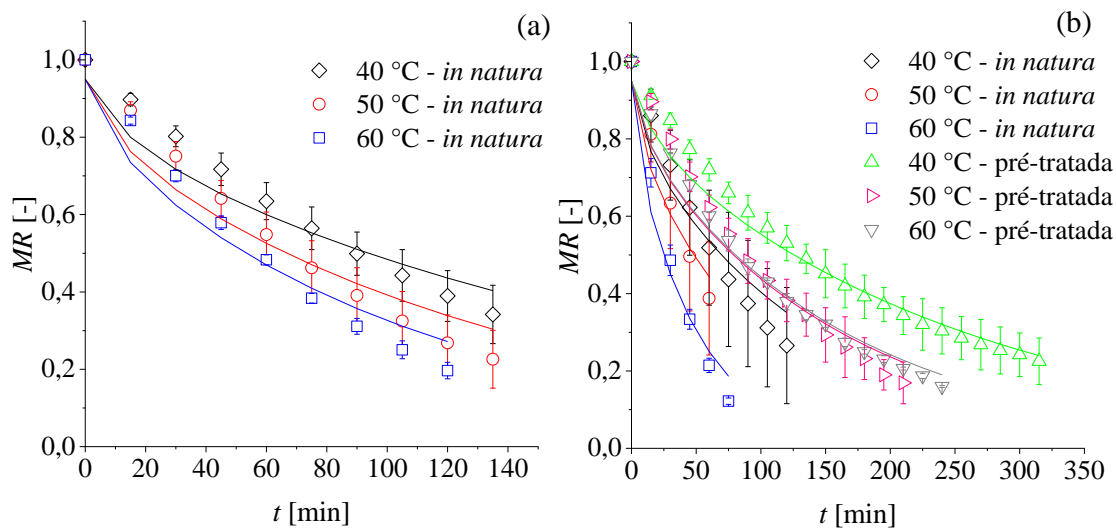 (a)
1,0
0,8
0,6
0,4
0,2
0,0
MR [-]
40 °C - in natura
50 °C - in natura
60 °C - in natura
0 20 40 60 80 100 120 140
t [min]
(b)
1,0
0,8
0,6
0,4
0,2
0,0
MR [-]
40 °C - in natura
50 °C - in natura
60 °C - in natura
40 °C - pré-tratada
50 °C - pré-tratada
60 °C - pré-tratada
0 50 100 150 200 250 300 350
t [min]